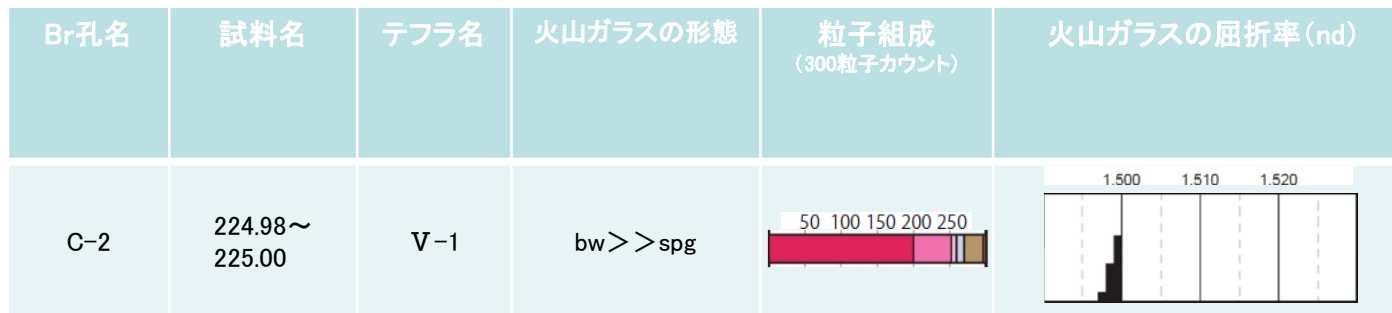 Br孔名
試料名
テフラ名
火山ガラスの形態
粒子組成
（300粒子カウント）
火山ガラスの屈折率（nd）
C-2
224.98～
225.00
Ⅴ-1
bw＞＞spg
50 100 150 200 250
1.500 1.510 1.520